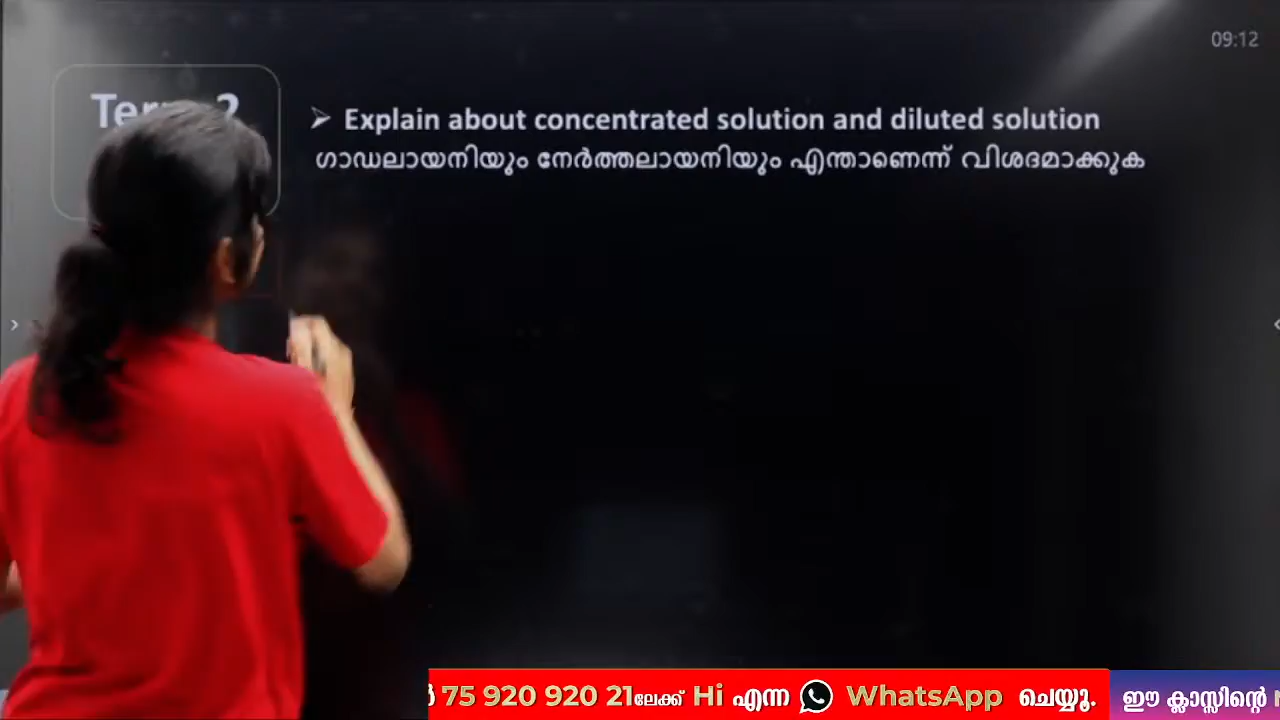 09:12
Explain about concentrated solution and diluted solution
ഗാഡലായനിയും നേർത്തലായനിയും എന്താണെന്ന് വിശദമാക്കുക
75 920 920 21ലേക്ക് Hi എന്ന WhatsApp ചെയ്യൂ. ഈ ക്ലാസ്സിന്റെ